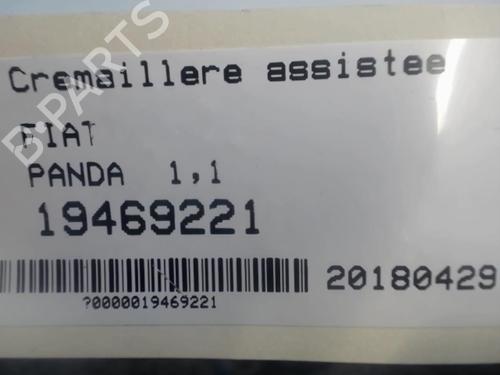 B-PARTS
Cremaillere assistee
FIAT
PANDA 1,1
19469221
20180429
?0000019469221